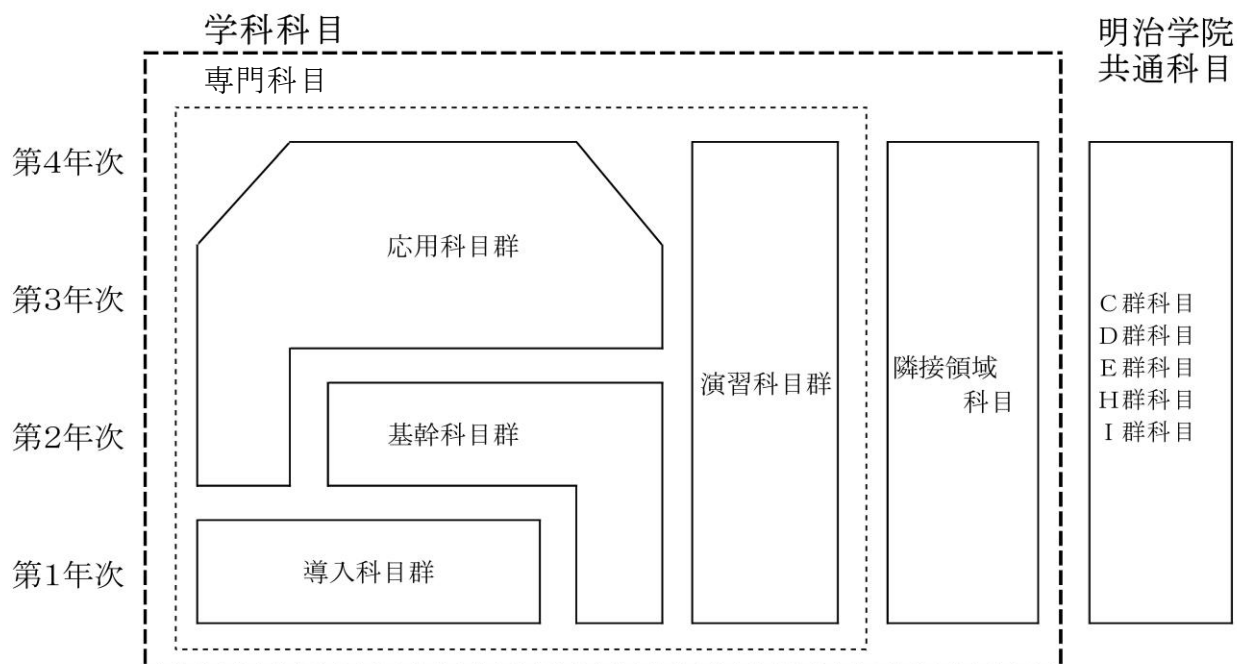 学科科目
明治学院
共通科目
専門科目
第4年次
応用科目群
第3年次
C群科目
D群科目
E群科目
H群科目
I群科目
演習科目群
隣接領域
科目
第2年次
基幹科目群
第1年次
導入科目群